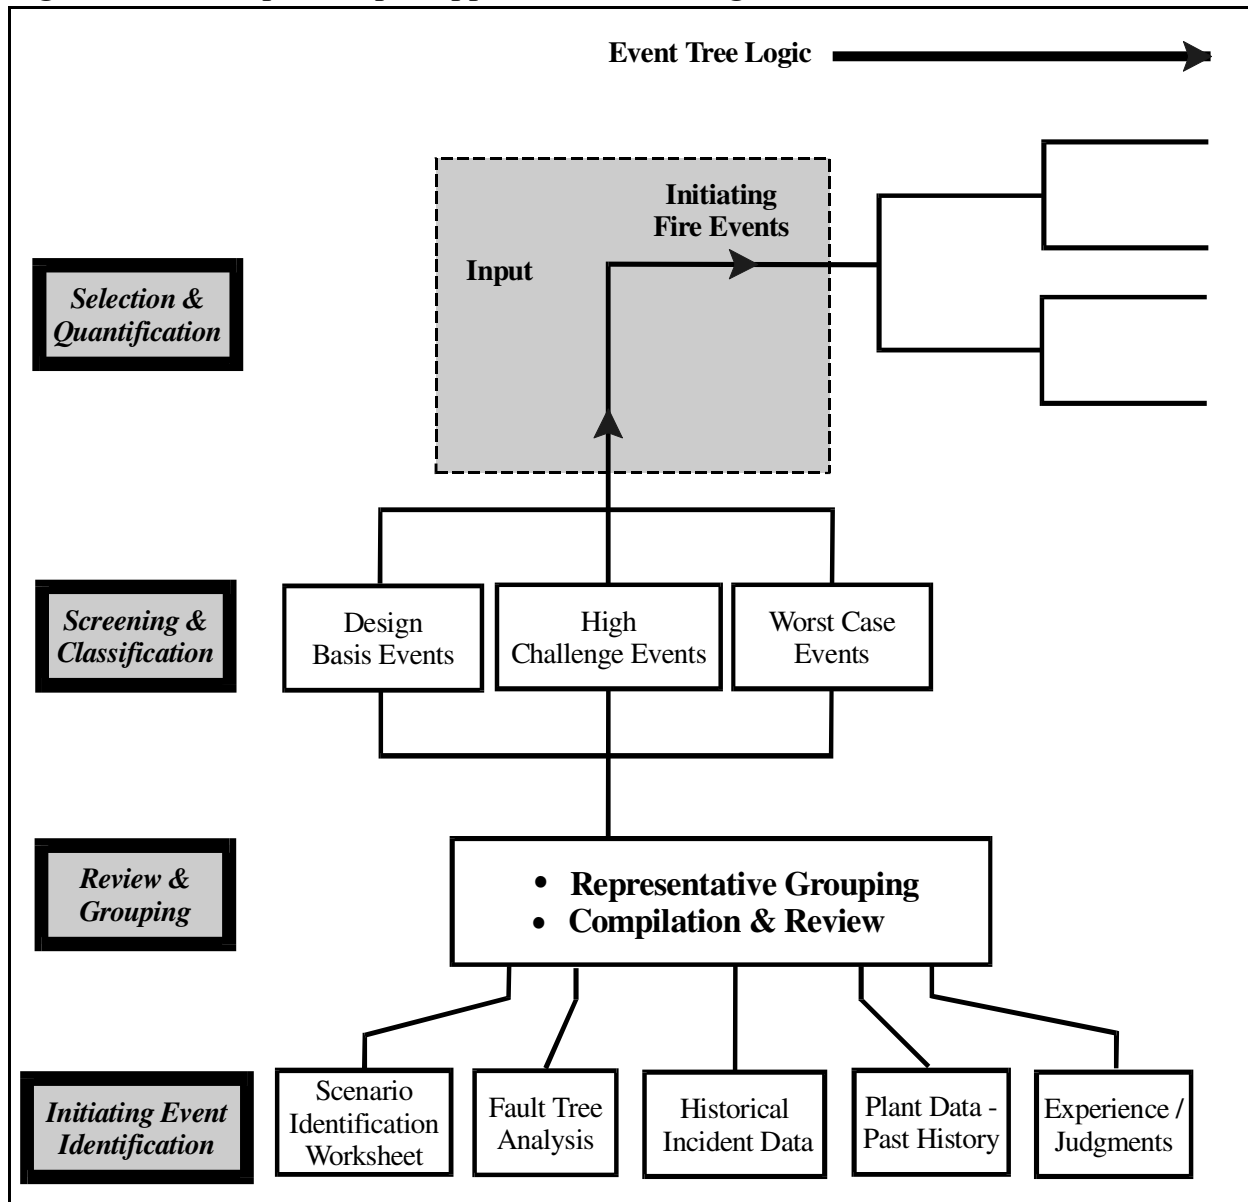 Event Tree Logic
Initiating
Fire Events
Input
Selection &
Quantification
Screening &
Classification
Design
Basis Events
High
Challenge Events
Worst Case
Events
Review &
Grouping
• Representative Grouping
• Compilation & Review
Initiating Event
Identification
Scenario
Identification
Worksheet
Fault Tree
Analysis
Historical
Incident Data
Plant Data -
Past History
Experience /
Judgments